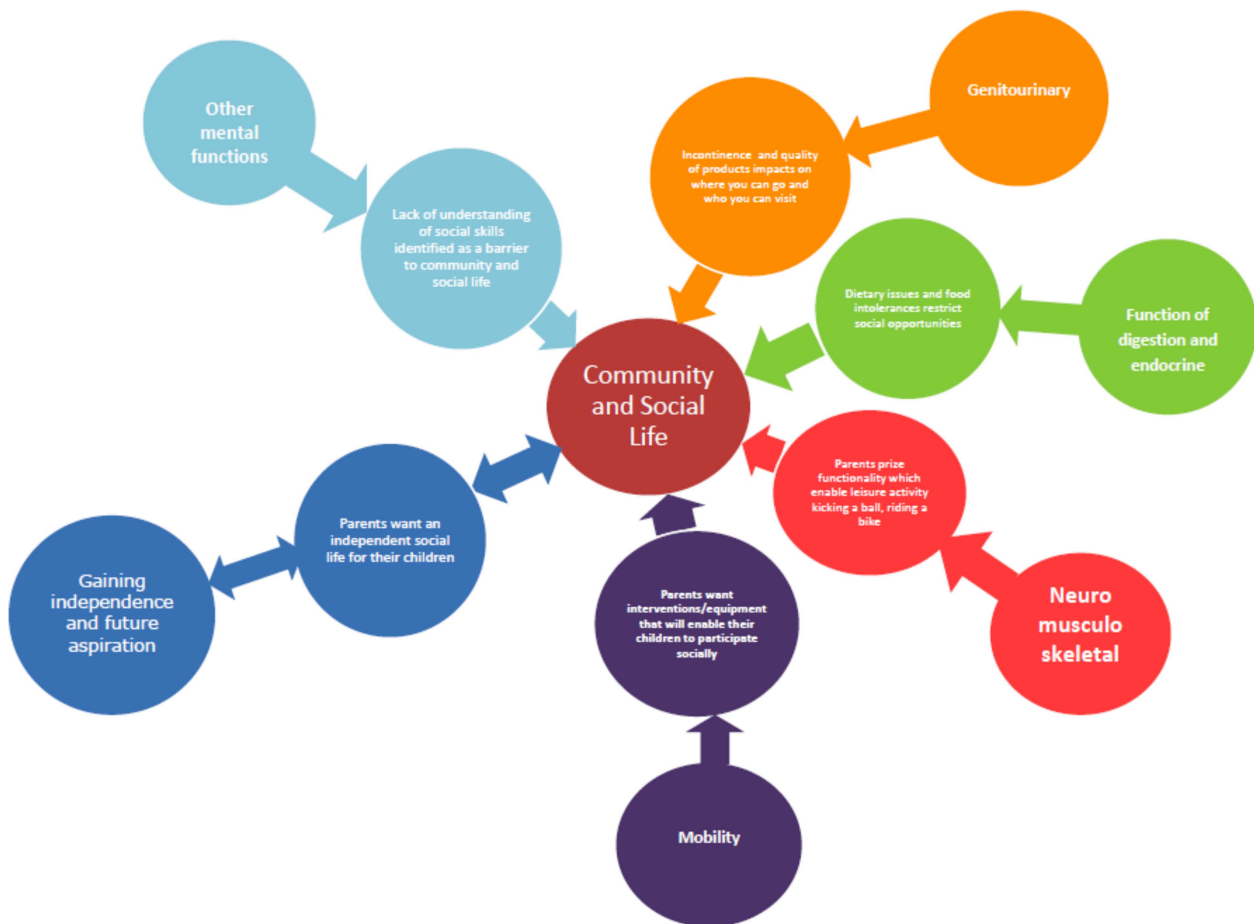 Other
mental
functions
Lack of understanding
of social skills
identified as a barrier
to community and
social life
Genitourinary
Incontinence and quality
of products impacts on
where you can go and
who you can visit
Dietary issues and food
intolerances restrict
social opportunities
Function of
digestion and
endocrine
Community
and Social
Life
Parents prize
functionality which
enable leisure activity
kicking a ball, riding a
bike
Neuro
musculo
skeletal
Parents want an
independent social
life for their children
Gaining
independence
and future
aspiration
Parents want
interventions/equipment
that will enable their
children to participate
socially
Mobility